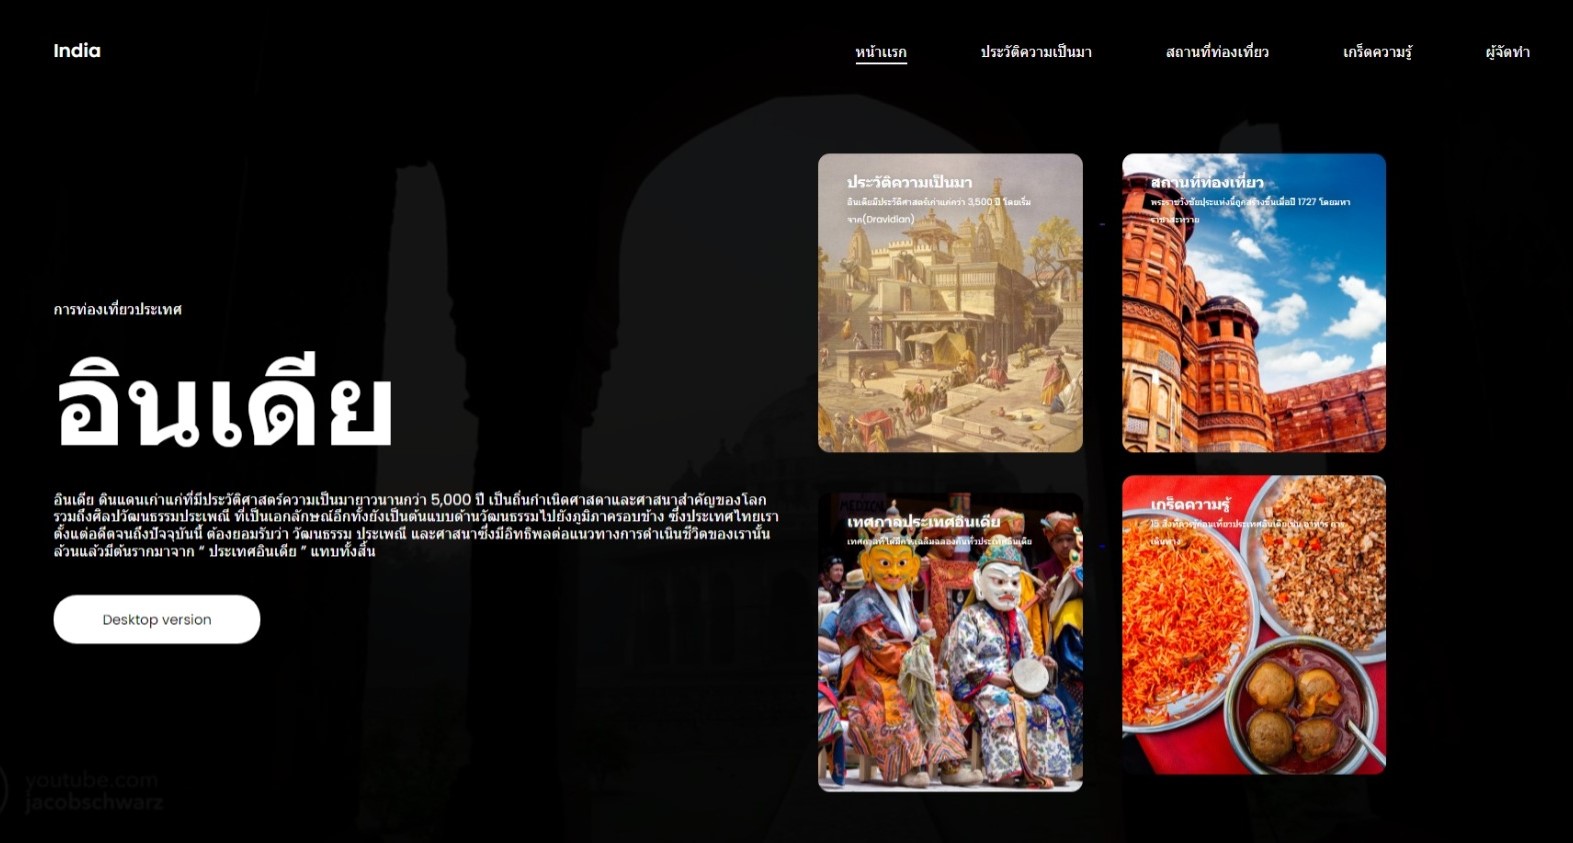 India
หน้าแรก
ประวัติความเป็นมา
สถานที่ท่องเที่ยว
เกร็ดความรู้
ผู้จัดทำ
การท่องเที่ยวประเทศ
อินเดีย
อินเดีย ดินแดนเก่าแก่ที่มีประวัติศาสตร์ความเป็นมายาวนานกว่า 5,000 ปี เป็นถิ่นกำเนิดศาสดาและศาสนาสำคัญของโลก
รวมถึงศิลปวัฒนธรรมประเพณี ที่เป็นเอกลักษณ์อีกทั้งยังเป็นต้นแบบด้านวัฒนธรรมไปยังภูมิภาครอบข้าง ซึ่งประเทศไทยเรา
ตั้งแต่อดีตจนถึงปัจจุบันนี้ ต้องยอมรับว่า วัฒนธรรม ประเพณี และศาสนาซึ่งมีอิทธิพลต่อแนวทางการดำเนินชีวิตของเรานั้น
ล้วนแล้วมีต้นรากมาจาก “ ประเทศอินเดีย ” แทบทั้งสิ้น
Desktop version
ประวัติความเป็นมา
อินเดียมีประวัติศาสตร์เก่าแก่กว่า 3,500 ปี โดยเริ่ม
จาก(Dravidian)
สถานที่ท่องเที่ยว
พระราชวังชัยปุระแห่งนี้ถูกสร้างขึ้นเมื่อปี 1727 โดยมหา
เทศกาลประเทศอินเดีย
เทศกาลที่ได้มีการเฉลิมฉลองกันทั่วประเทศอินเดีย
เกร็ดความรู้
15 สิ่งที่ควรรู้ก่อนเที่ยวประเทศอินเดียเช่น อาหาร การ
เดินทาง
youtube.com
jacobschwarz